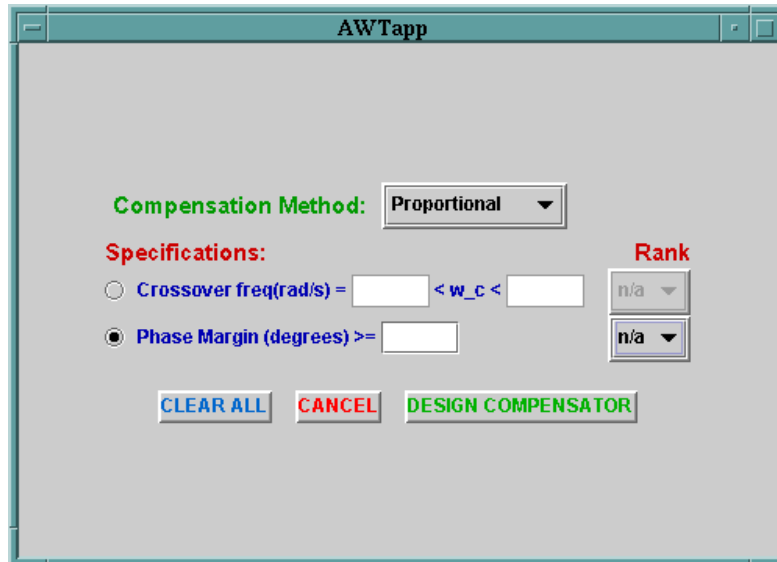 AWTapp
Compensation Method: Proportional
Specifications: Rank
Crossover freq(rad/s) = < w_c < n/a
Phase Margin (degrees) >= n/a
CLEAR ALL CANCEL DESIGN COMPENSATOR